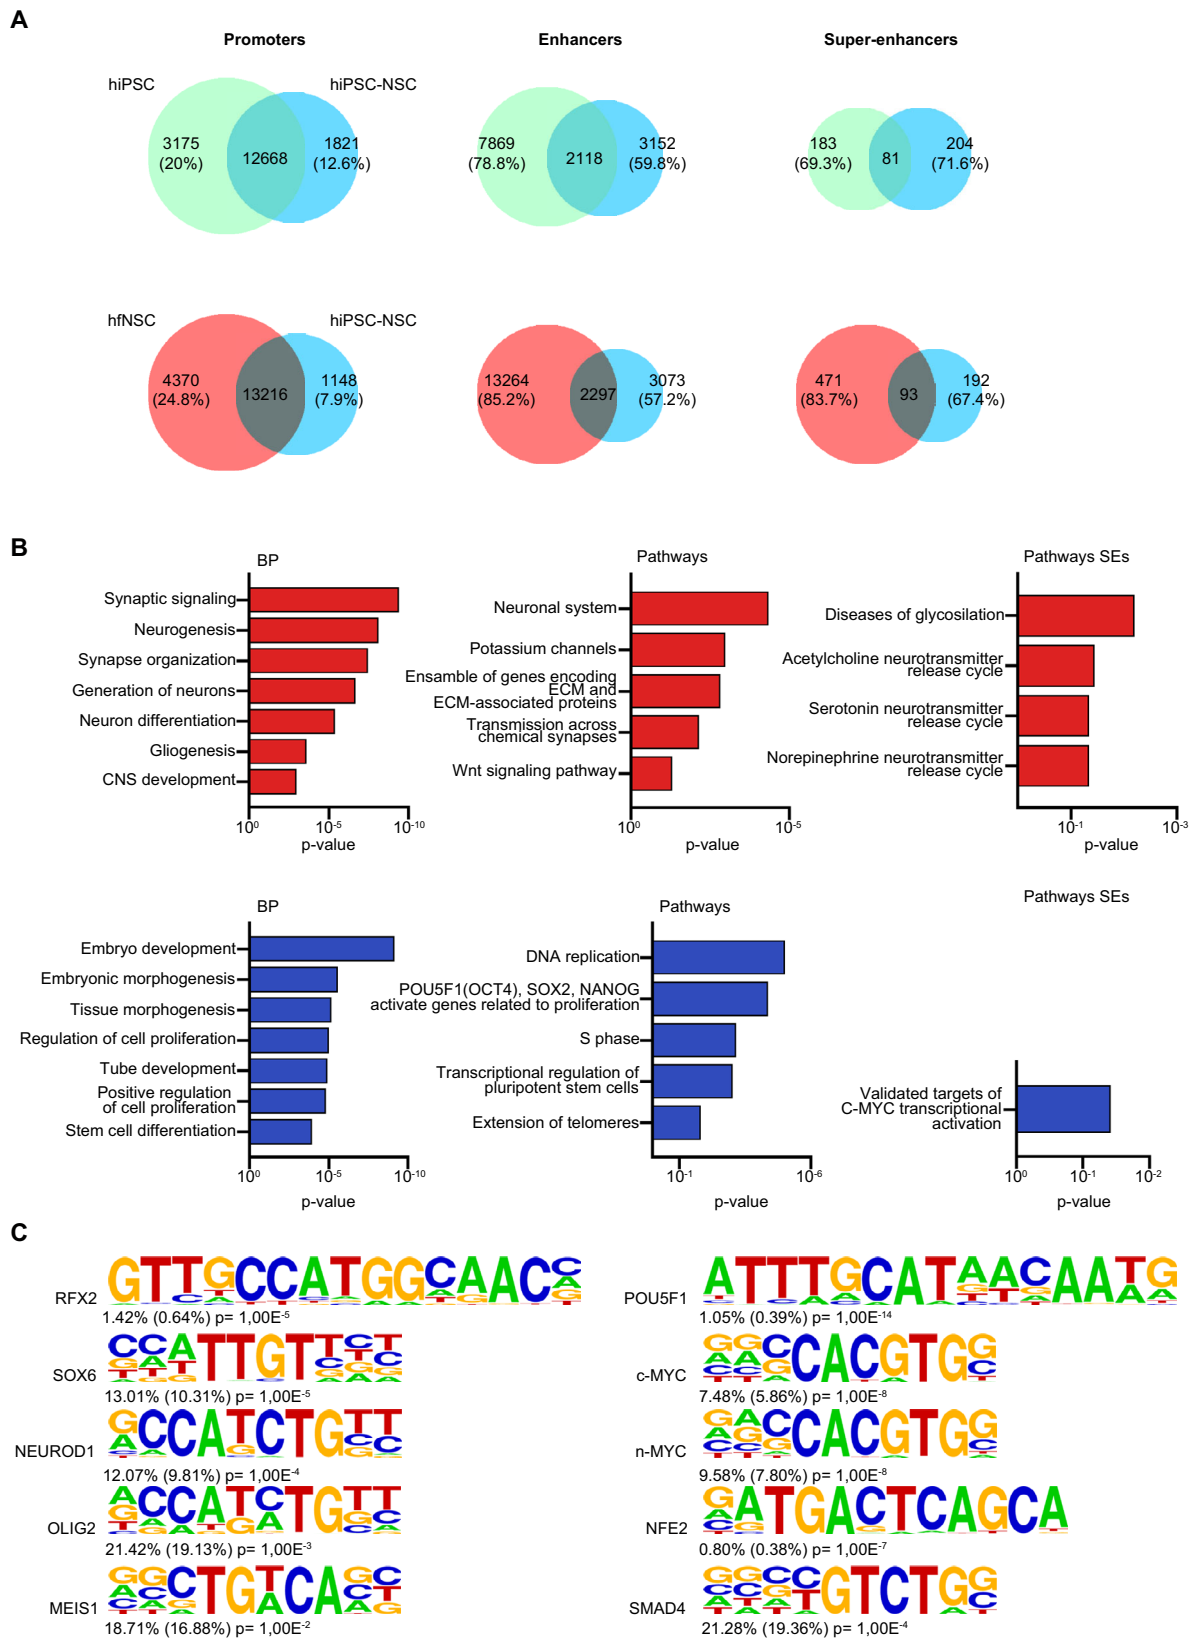 A
Promoters
Enhancers
Super-enhancers
hiPSC
hiPSC-NSC
3175
(20%)
12668
1821
(12.6%)
7869
(78.8%)
2118
3152
(59.8%)
183
(69.3%)
81
204
(71.6%)
hfNSC
hiPSC-NSC
4370
(24.8%)
13216
1148
(7.9%)
13264
(85.2%)
2297
3073
(57.2%)
471
(83.7%)
93
192
(67.4%)
B
BP
Synaptic signaling
Neurogenesis
Synapse organization
Generation of neurons
Neuron differentiation
Gliogenesis
CNS development
10⁰ 10⁻⁵ 10⁻¹⁰
p-value
Pathways
Neuronal system
Potassium channels
Ensamble of genes encoding
ECM and
ECM-associated proteins
Transmission across
chemical synapses
Wnt signaling pathway
10⁰ 10⁻⁵
p-value
Pathways SEs
Diseases of glycosilation
Acetylcholine neurotransmitter
release cycle
Serotonin neurotransmitter
release cycle
Norepinephrine neurotransmitter
release cycle
10⁻¹ 10⁻³
p-value
BP
Embryo development
Embryonic morphogenesis
Tissue morphogenesis
Regulation of cell proliferation
Tube development
Positive regulation
of cell proliferation
Stem cell differentiation
10⁰ 10⁻⁵ 10⁻¹⁰
p-value
Pathways
DNA replication
POU5F1(OCT4), SOX2, NANOG
activate genes related to proliferation
S phase
Transcriptional regulation of
pluripotent stem cells
Extension of telomeres
10⁻¹ 10⁻⁶
p-value
Pathways SEs
Validated targets of
C-MYC transcriptional
activation
10⁰ 10⁻¹ 10⁻²
p-value
C
RFX2
GTTGCCATGGCAACC
1.42% (0.64%) p= 1,00E⁻⁵
SOX6
CCATTGTTCT
13.01% (10.31%) p= 1,00E⁻⁵
NEUROD1
GCCATCTGTT
12.07% (9.81%) p= 1,00E⁻⁴
OLIG2
ACCATCTGTT
21.42% (19.13%) p= 1,00E⁻³
MEIS1
GGCTGTCAGC
18.71% (16.88%) p= 1,00E⁻²
POU5F1
ATTTGCATAACAATG
1.05% (0.39%) p= 1,00E⁻¹⁴
c-MYC
GGCCACGTGG
7.48% (5.86%) p= 1,00E⁻⁸
n-MYC
GACCACGTGG
9.58% (7.80%) p= 1,00E⁻⁸
NFE2
GATGACTCAGCA
0.80% (0.38%) p= 1,00E⁻⁷
SMAD4
GGCCGTCTGG
21.28% (19.36%) p= 1,00E⁻⁴